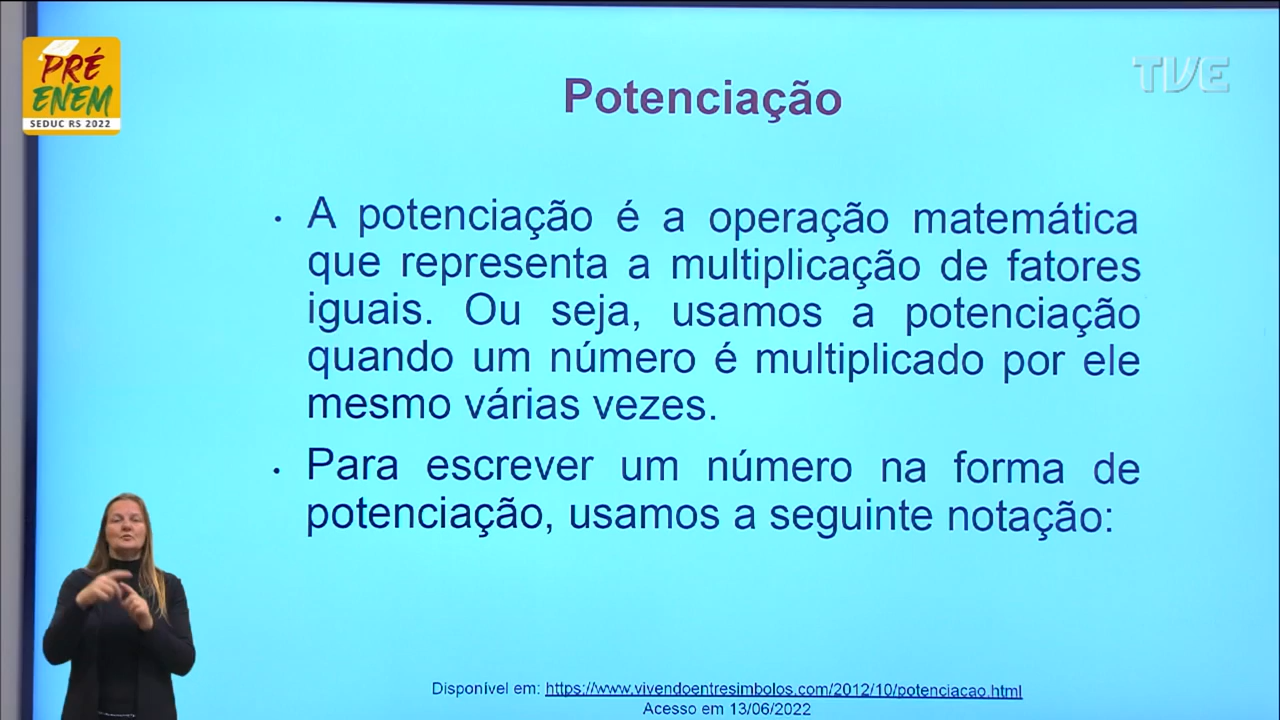 PRÉ
ENEM
SEDUC RS 2022
TVE
Potenciação
• A potenciação é a operação matemática
que representa a multiplicação de fatores
iguais. Ou seja, usamos a potenciação
quando um número é multiplicado por ele
mesmo várias vezes.
• Para escrever um número na forma de
potenciação, usamos a seguinte notação:
Disponível em: https://www.vivendoentresimbolos.com/2012/10/potenciacao.html
Acesso em 13/06/2022